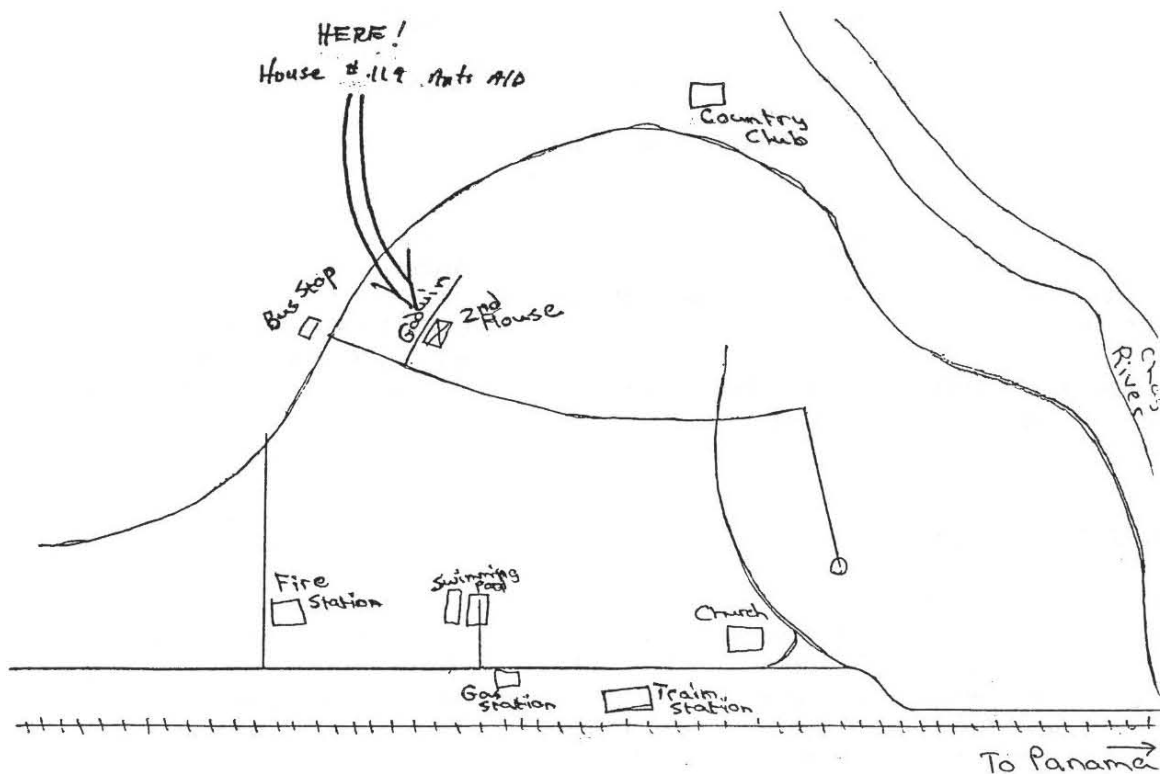 HERE!
House # 119 Apts A/D
Country
Club
Bus Stop
Godwin
2nd
House
River
Fire
Station
Swimming
Pool
Church
Gas
Station
Train
Station
To Panama